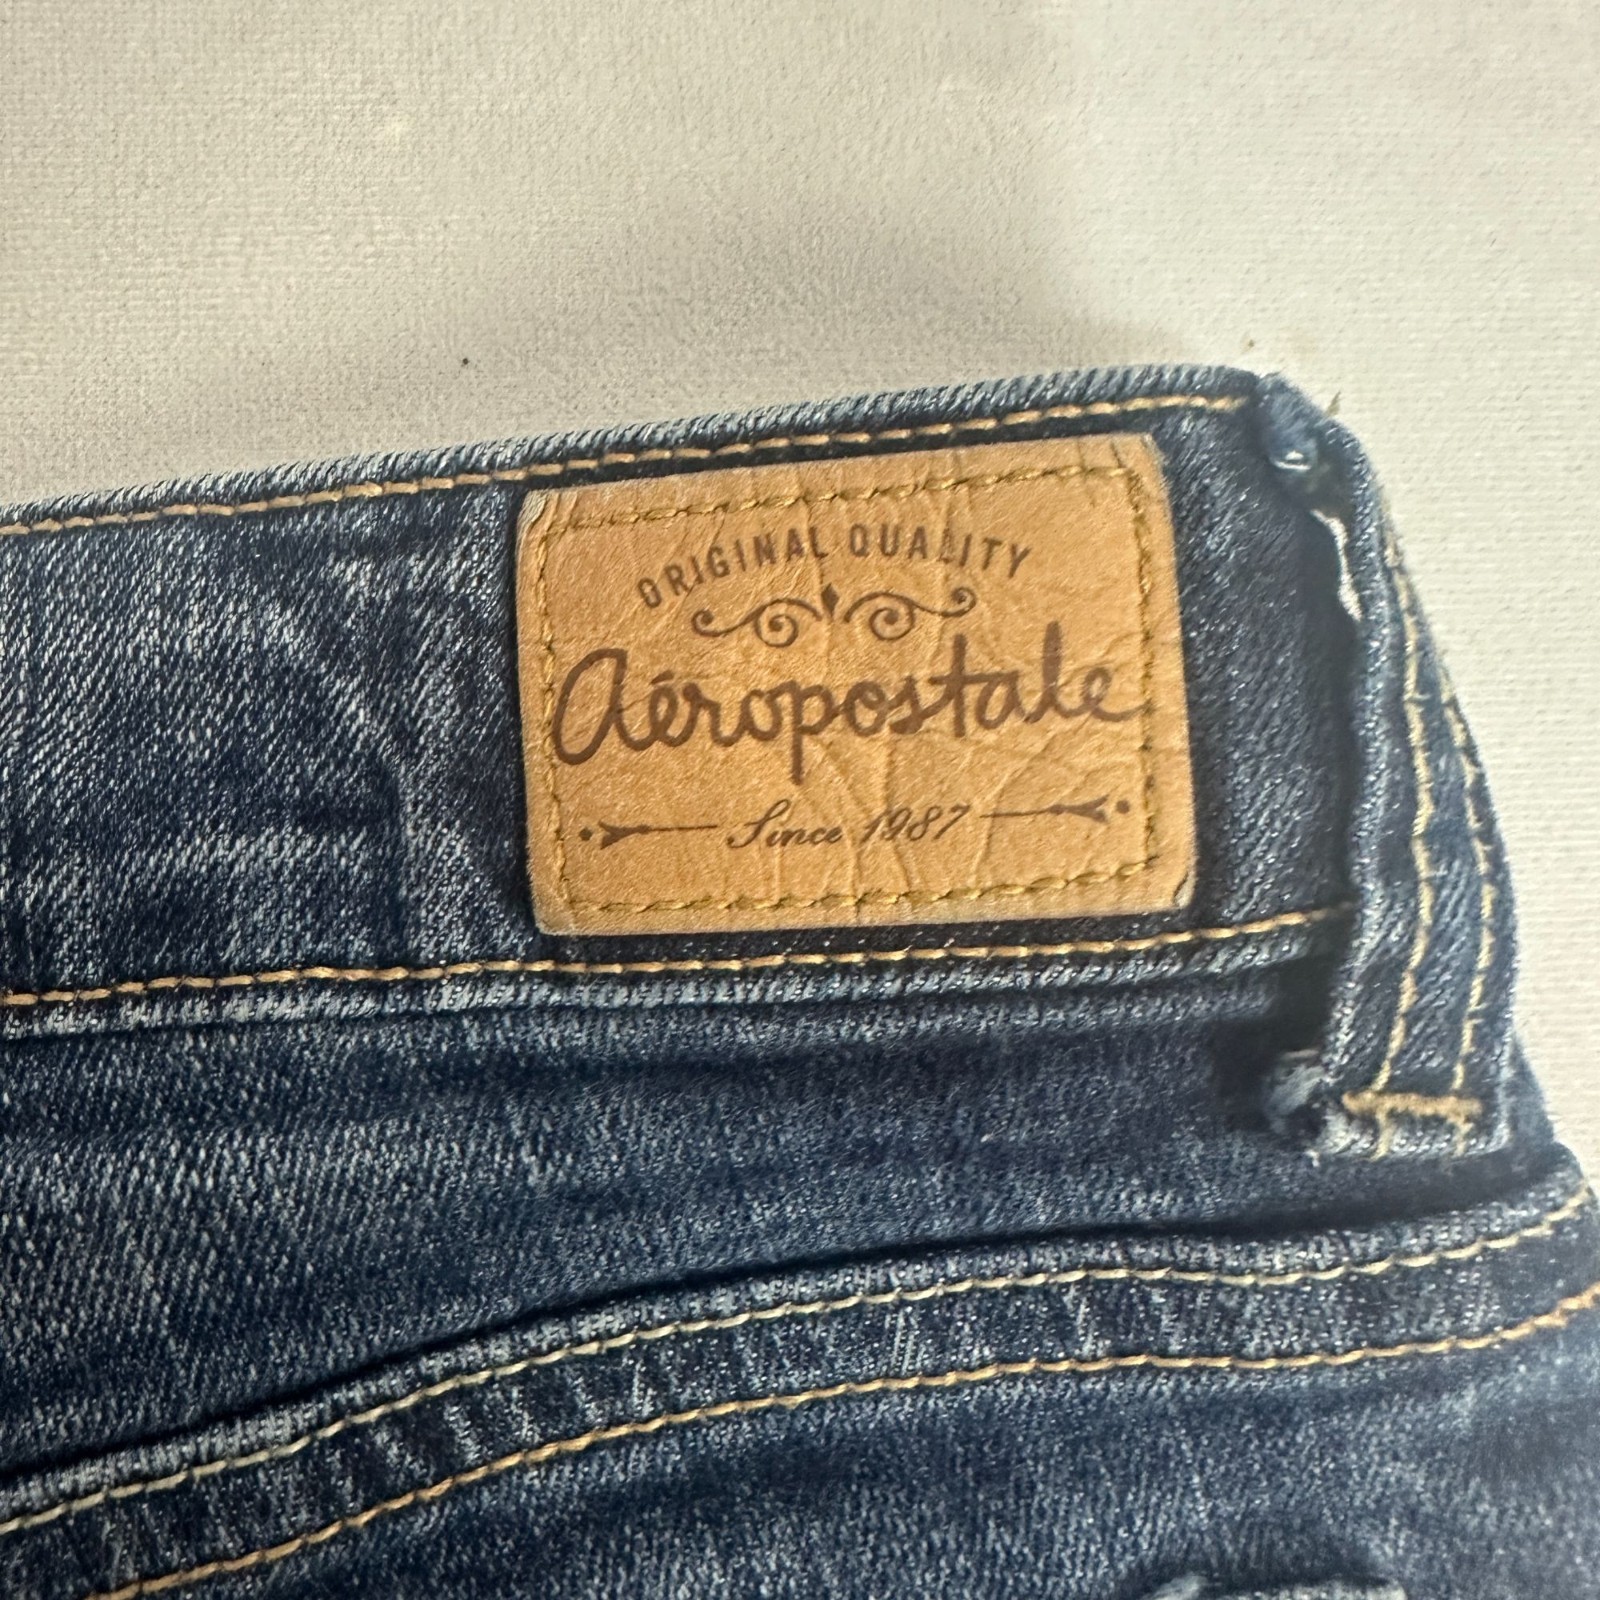 ORIGINAL QUALITY
Aéropostale
Since 1987